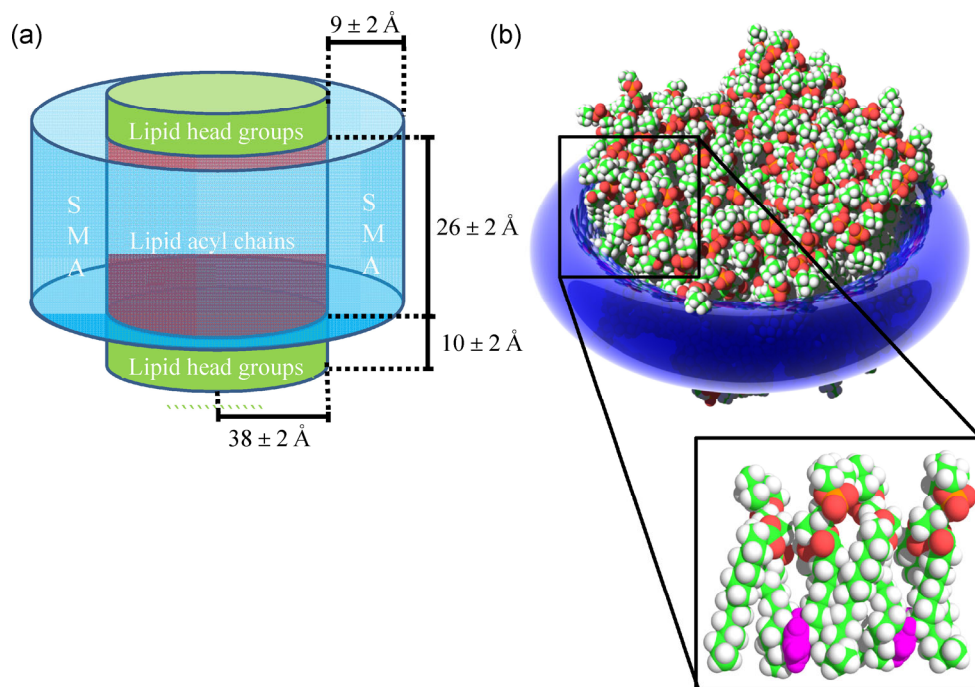 (a)
9 ± 2 Å
Lipid head groups
S
M
A
Lipid acyl chains
S
M
A
26 ± 2 Å
10 ± 2 Å
Lipid head groups
38 ± 2 Å
(b)